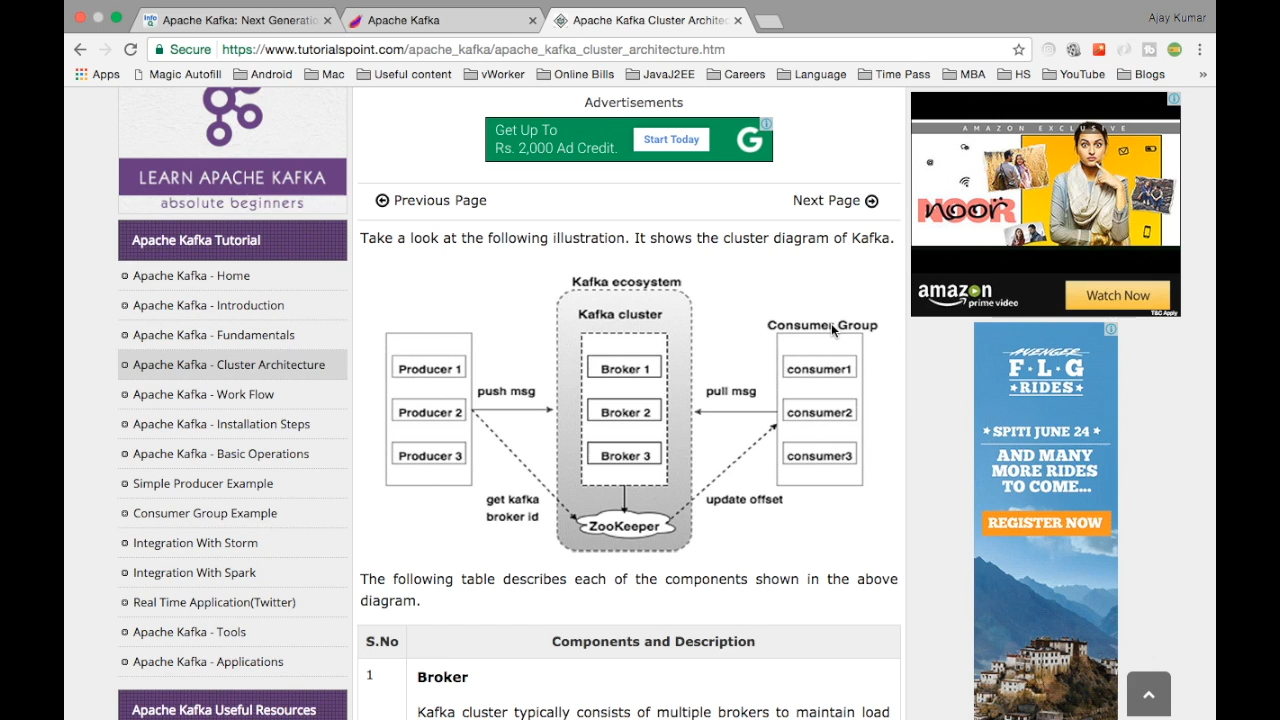 Apache Kafka: Next Generatio
Apache Kafka
Apache Kafka Cluster Architec
Ajay Kumar
Secure
https://www.tutorialspoint.com/apache_kafka/apache_kafka_cluster_architecture.htm
Apps
Magic Autofill
Android
Mac
Useful content
vWorker
Online Bills
JavaJ2EE
Careers
Language
Time Pass
MBA
HS
YouTube
Blogs
»
LEARN APACHE KAFKA
absolute beginners
Apache Kafka Tutorial
Apache Kafka - Home
Apache Kafka - Introduction
Apache Kafka - Fundamentals
Apache Kafka - Cluster Architecture
Apache Kafka - Work Flow
Apache Kafka - Installation Steps
Apache Kafka - Basic Operations
Simple Producer Example
Consumer Group Example
Integration With Storm
Integration With Spark
Real Time Application(Twitter)
Apache Kafka - Tools
Apache Kafka - Applications
Apache Kafka Useful Resources
Advertisements
Get Up To
Rs. 2,000 Ad Credit.
Start Today
G
Previous Page
Next Page
Take a look at the following illustration. It shows the cluster diagram of Kafka.
Kafka ecosystem
Kafka cluster
Consumer Group
Producer 1
Producer 2
Producer 3
push msg
Broker 1
Broker 2
Broker 3
pull msg
consumer1
consumer2
consumer3
get kafka
broker id
ZooKeeper
update offset
The following table describes each of the components shown in the above
diagram.
S.No
Components and Description
1
Broker
Kafka cluster typically consists of multiple brokers to maintain load
AMAZON EXCLUSIVE
NOOR
amazon
prime video
Watch Now
T&C Apply
AVENGER
F·L·G
RIDES
SPITI JUNE 24
AND MANY
MORE RIDES
TO COME...
REGISTER NOW